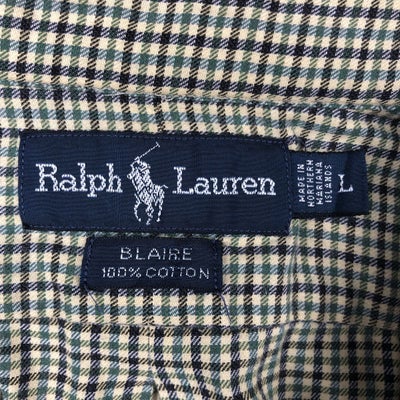 Ralph Lauren
MADE IN
NORTHERN
MARIANA
ISLANDS
L
BLAIRE
100% COTTON